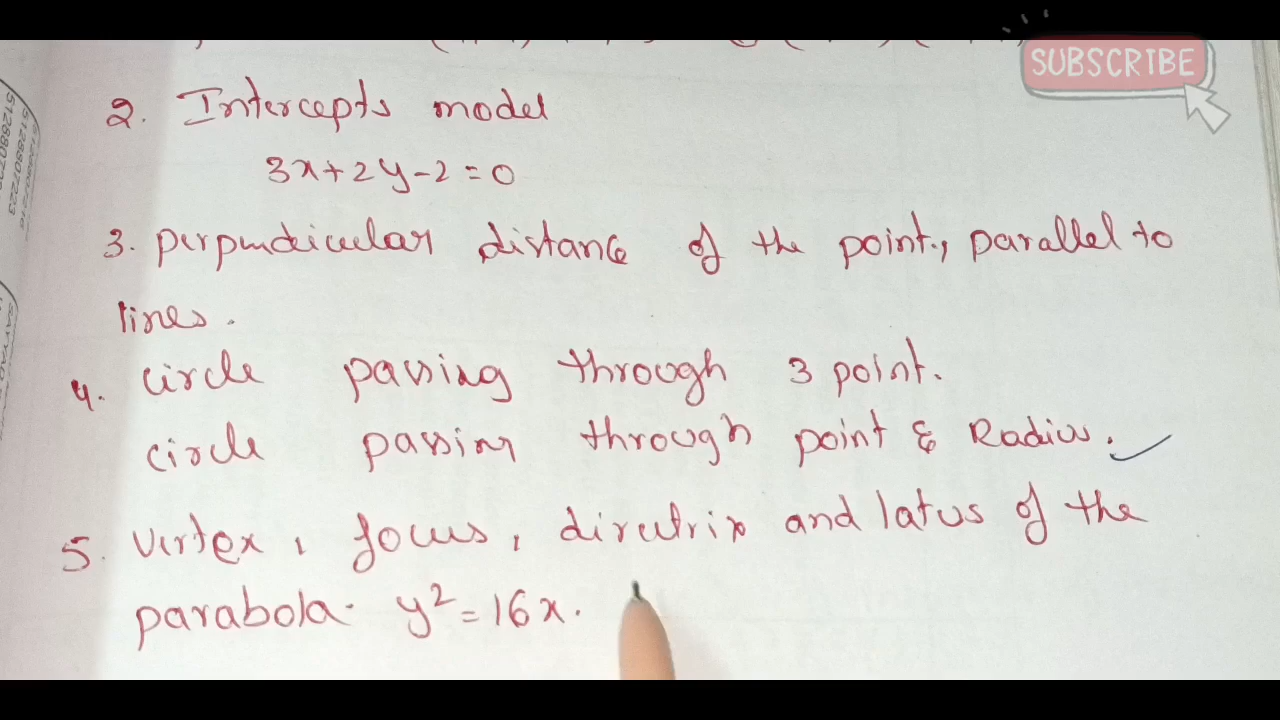 SUBSCRIBE
2. Intercepts model
3x+2y-2=0
3. perpendicular distance of the point, parallel to
lines.
4. circle passing through 3 point.
circle passing through point & Radius.
5. vertex, focus, directrix and latus of the
parabola. y²=16x.